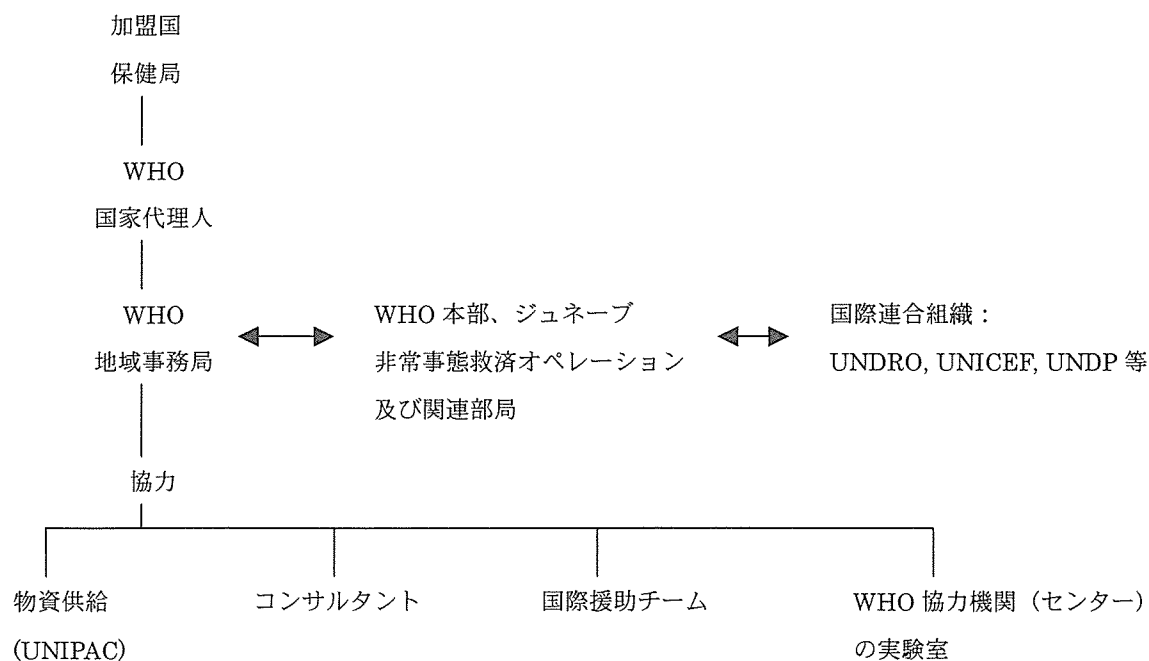 加盟国
保健局
WHO
国家代理人
WHO
地域事務局
WHO 本部、ジュネーブ
非常事態救済オペレーション
及び関連部局
国際連合組織：
UNDRO, UNICEF, UNDP 等
協力
物資供給
(UNIPAC)
コンサルタント
国際援助チーム
WHO 協力機関（センター）
の実験室